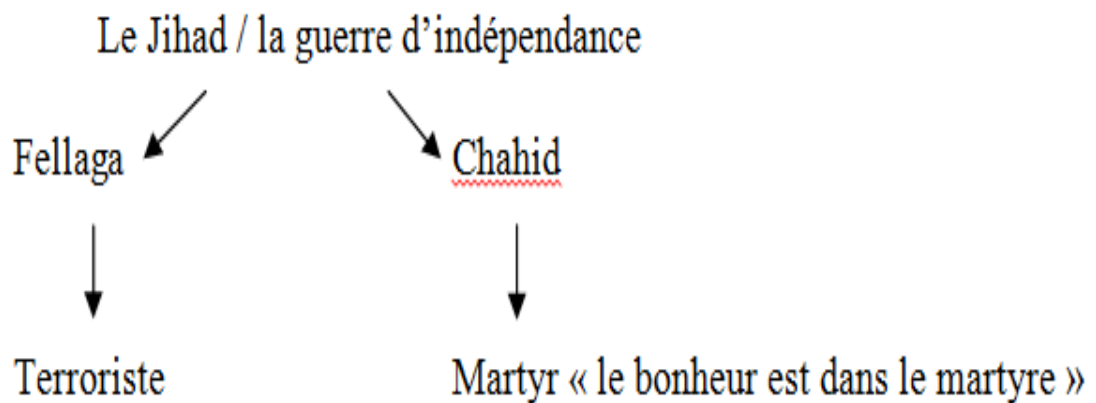 Le Jihad / la guerre d’indépendance
Fellaga Chahid
Terroriste Martyr « le bonheur est dans le martyre »